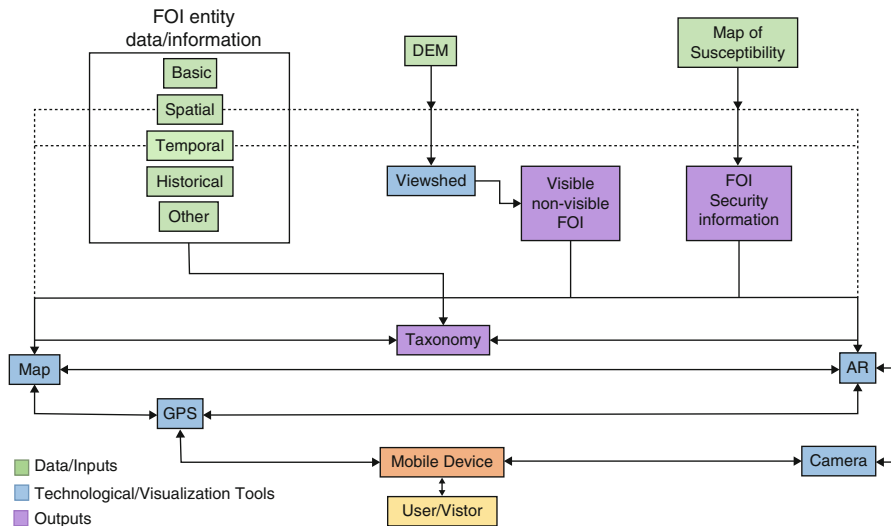 FOI entity
data/information
Basic
Spatial
Temporal
Historical
Other
DEM
Map of
Susceptibility
Viewshed
Visible
non-visible
FOI
FOI
Security
information
Taxonomy
Map
AR
GPS
Mobile Device
Camera
User/Vistor
Data/Inputs
Technological/Visualization Tools
Outputs